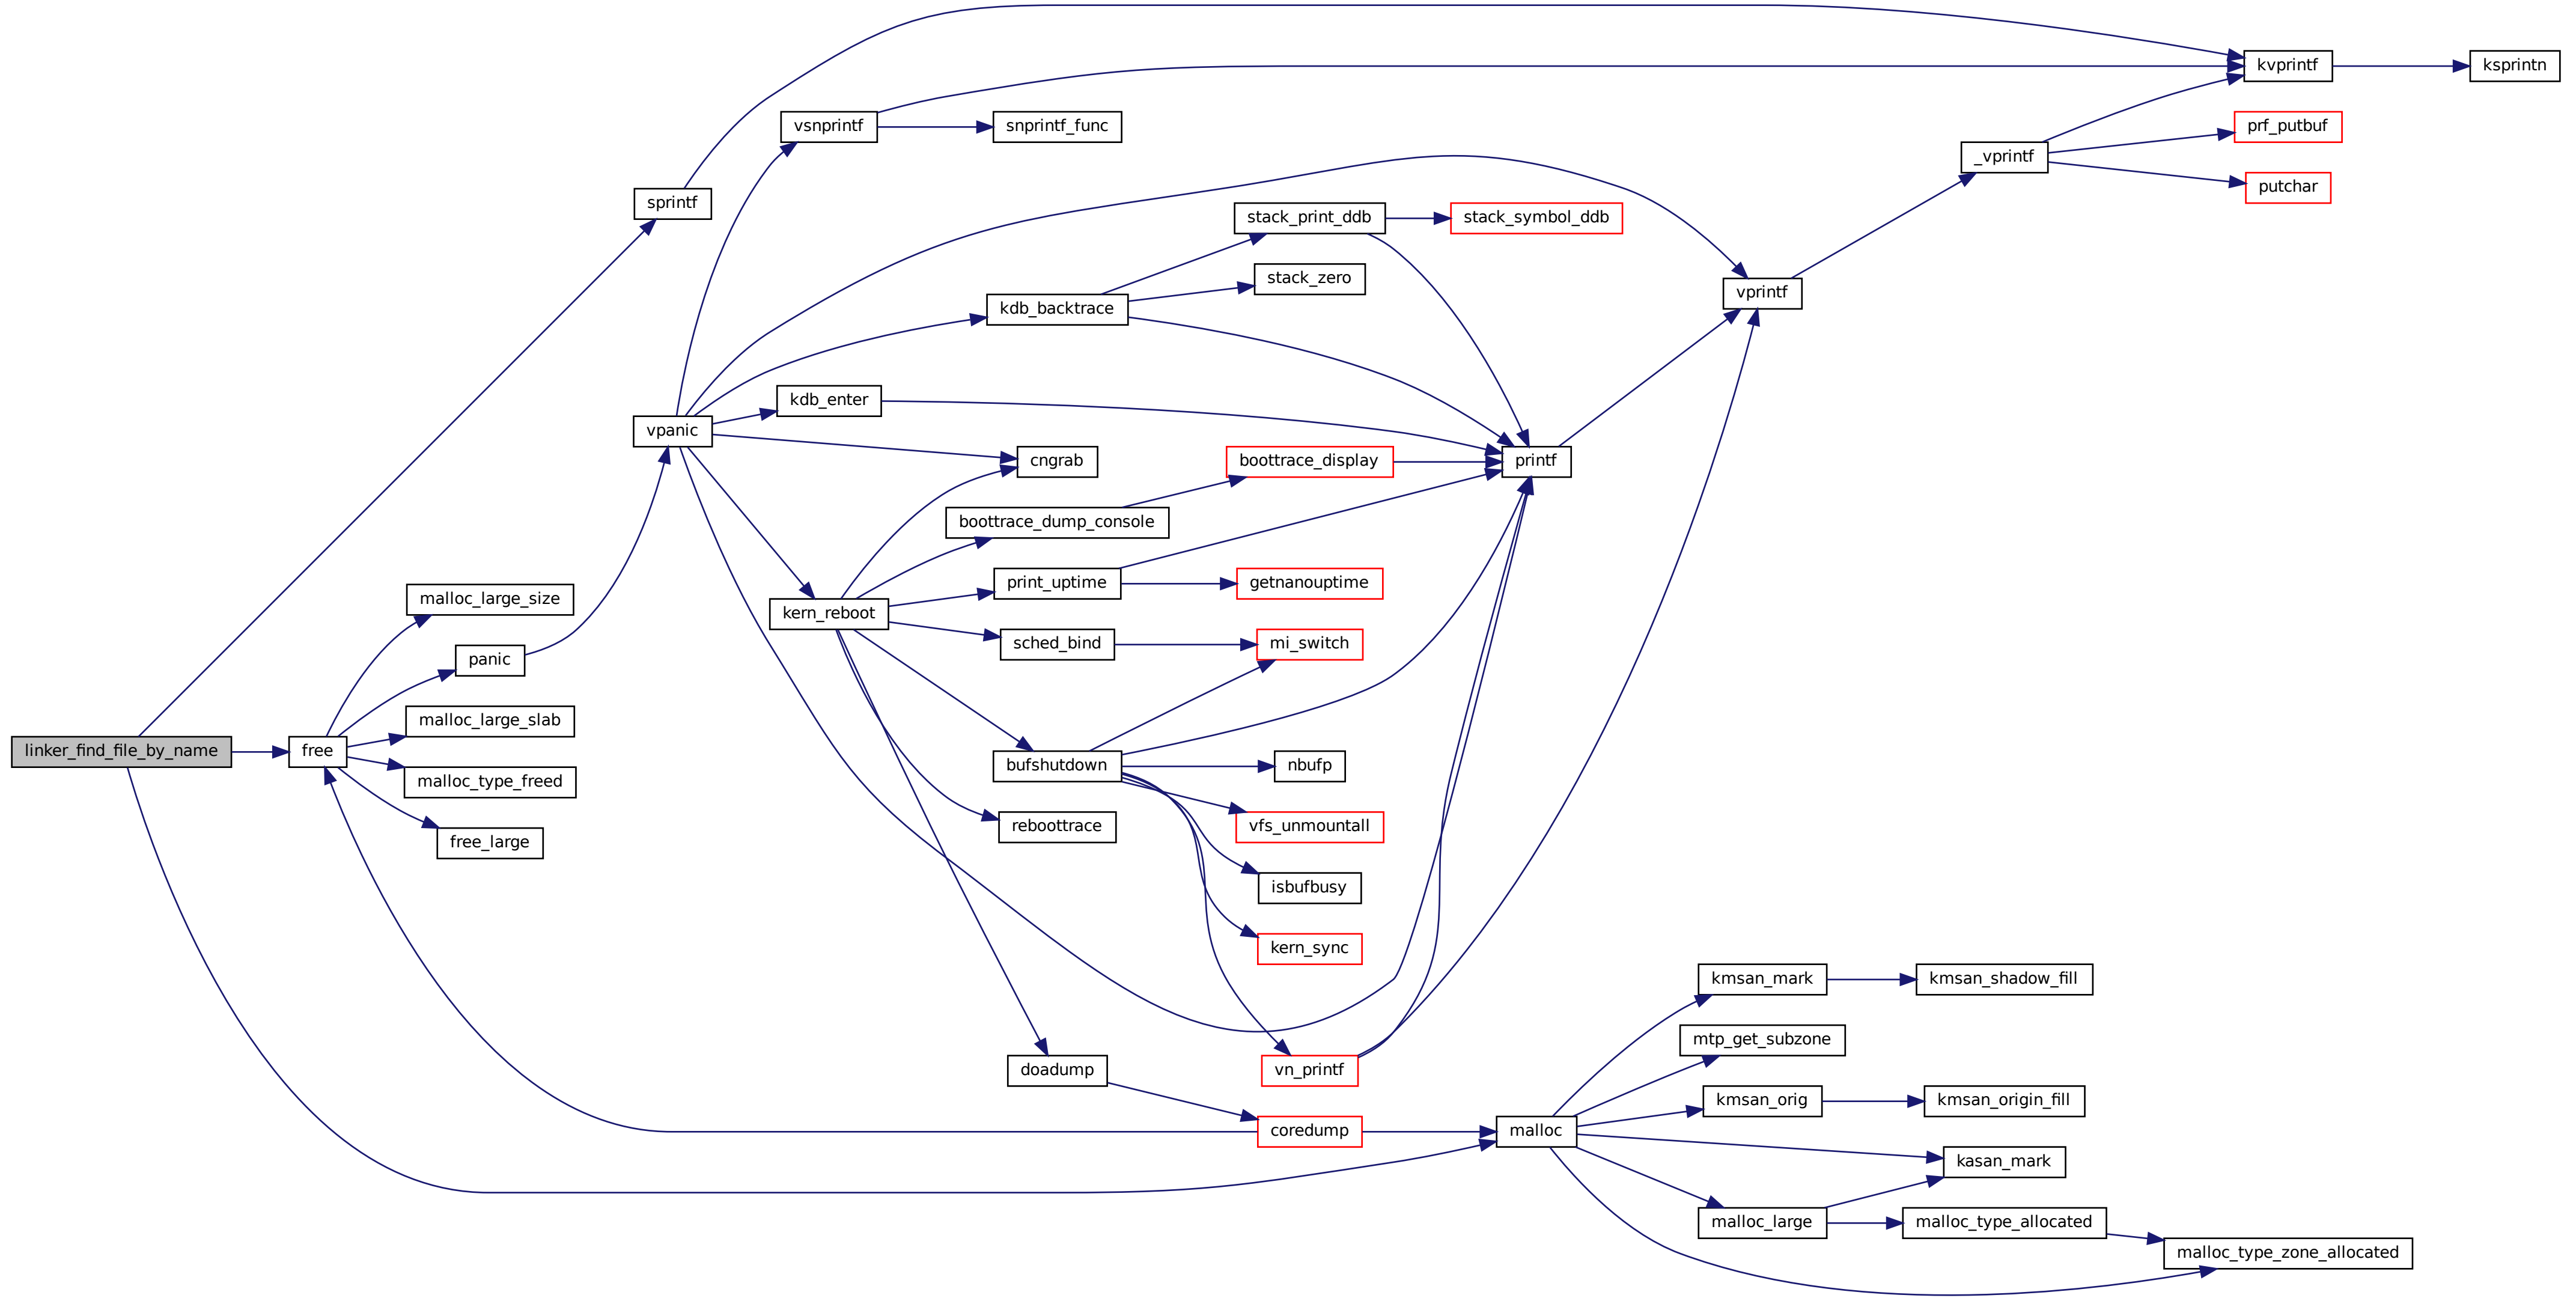 kvprintf
ksprintn
vsnprintf
snprintf_func
prf_putbuf
_vprintf
putchar
sprintf
stack_print_ddb
stack_symbol_ddb
stack_zero
vprintf
kdb_backtrace
kdb_enter
vpanic
cngrab
boottrace_display
printf
boottrace_dump_console
print_uptime
getnanouptime
malloc_large_size
kern_reboot
sched_bind
mi_switch
panic
malloc_large_slab
linker_find_file_by_name
free
bufshutdown
nbufp
malloc_type_freed
reboottrace
vfs_unmountall
free_large
isbufbusy
kern_sync
kmsan_mark
kmsan_shadow_fill
mtp_get_subzone
doadump
vn_printf
kmsan_orig
kmsan_origin_fill
coredump
malloc
kasan_mark
malloc_large
malloc_type_allocated
malloc_type_zone_allocated